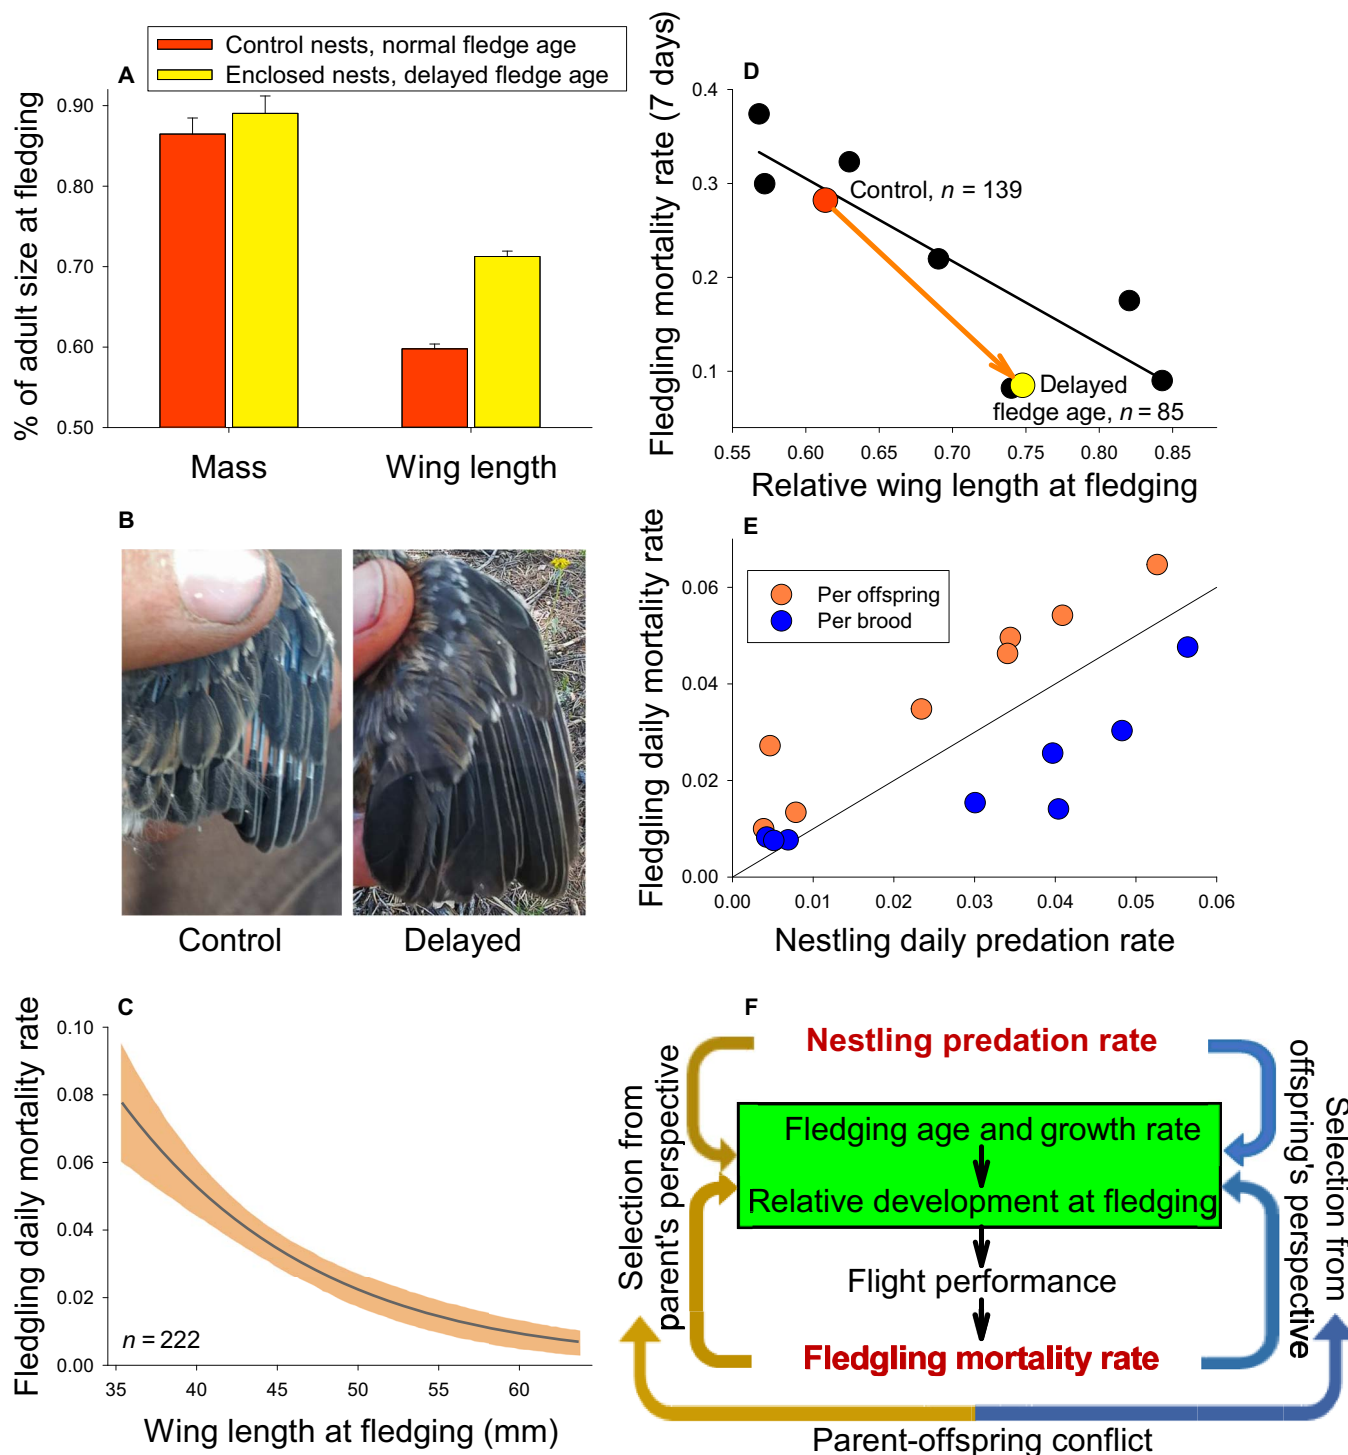 Control nests, normal fledge age
Enclosed nests, delayed fledge age
A
% of adult size at fledging
0.90
0.80
0.70
0.60
0.50
Mass
Wing length
B
Control
Delayed
C
Fledgling daily mortality rate
0.10
0.08
0.06
0.04
0.02
0.00
n = 222
35
40
45
50
55
60
Wing length at fledging (mm)
D
Fledgling mortality rate (7 days)
0.4
0.3
0.2
0.1
Control, n = 139
Delayed
fledge age, n = 85
0.55
0.60
0.65
0.70
0.75
0.80
0.85
Relative wing length at fledging
E
Fledgling daily mortality rate
0.06
0.04
0.02
0.00
Per offspring
Per brood
0.00
0.01
0.02
0.03
0.04
0.05
0.06
Nestling daily predation rate
F
Selection from
parent's perspective
Nestling predation rate
Fledging age and growth rate
Relative development at fledging
Flight performance
Fledgling mortality rate
Selection from
offspring's perspective
Parent-offspring conflict